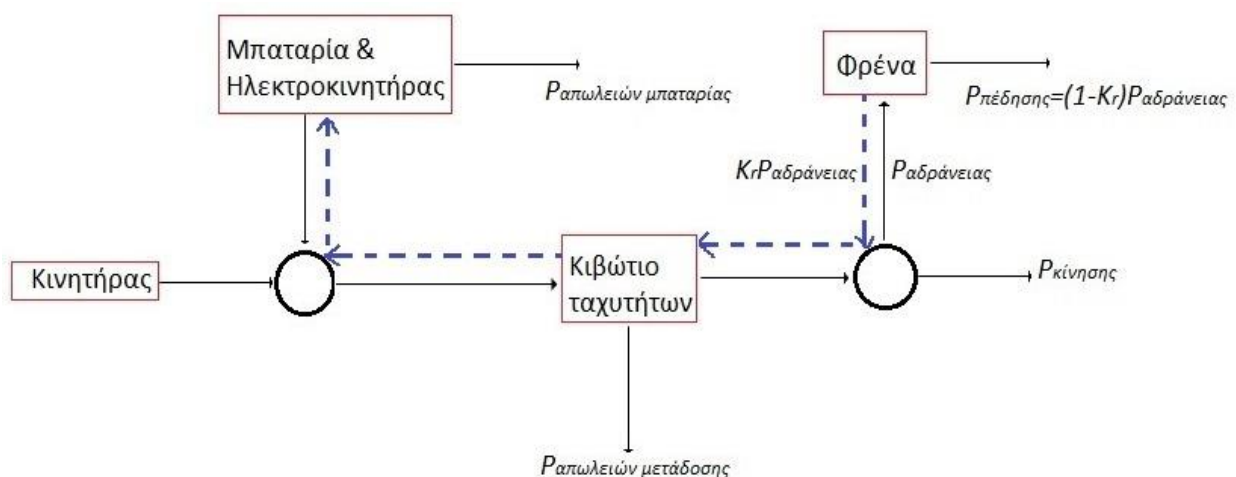 Μπαταρία &
Ηλεκτροκινητήρας
Pαπωλειών μπαταρίας
Φρένα
Pπέδησης=(1-Kr)Pαδράνειας
KrPαδράνειας
Pαδράνειας
Κινητήρας
Κιβώτιο
ταχυτήτων
Pκίνησης
Pαπωλειών μετάδοσης